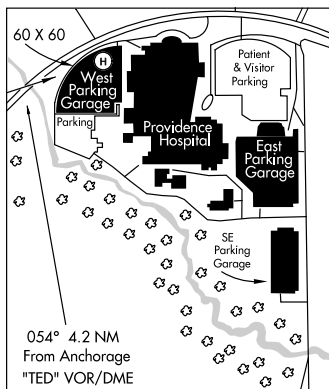 60 X 60
H
West
Parking
Garage
Parking
Patient
& Visitor
Parking
Providence
Hospital
East
Parking
Garage
SE
Parking
Garage
054° 4.2 NM
From Anchorage
"TED" VOR/DME